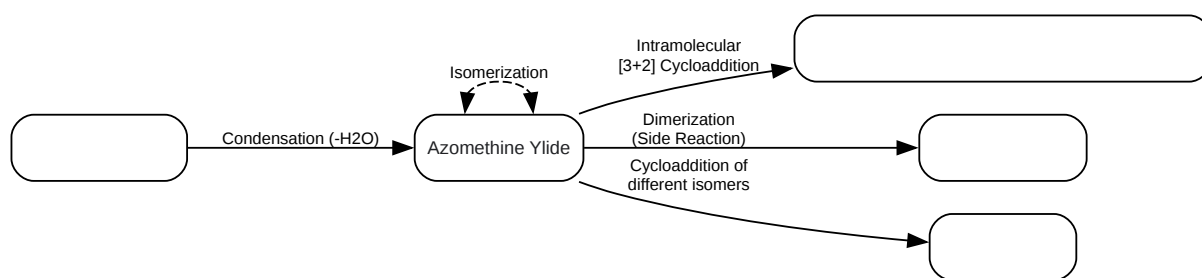 Intramolecular
[3+2] Cycloaddition
Isomerization
Condensation (-H2O)
Azomethine Ylide
Dimerization
(Side Reaction)
Cycloaddition of
different isomers